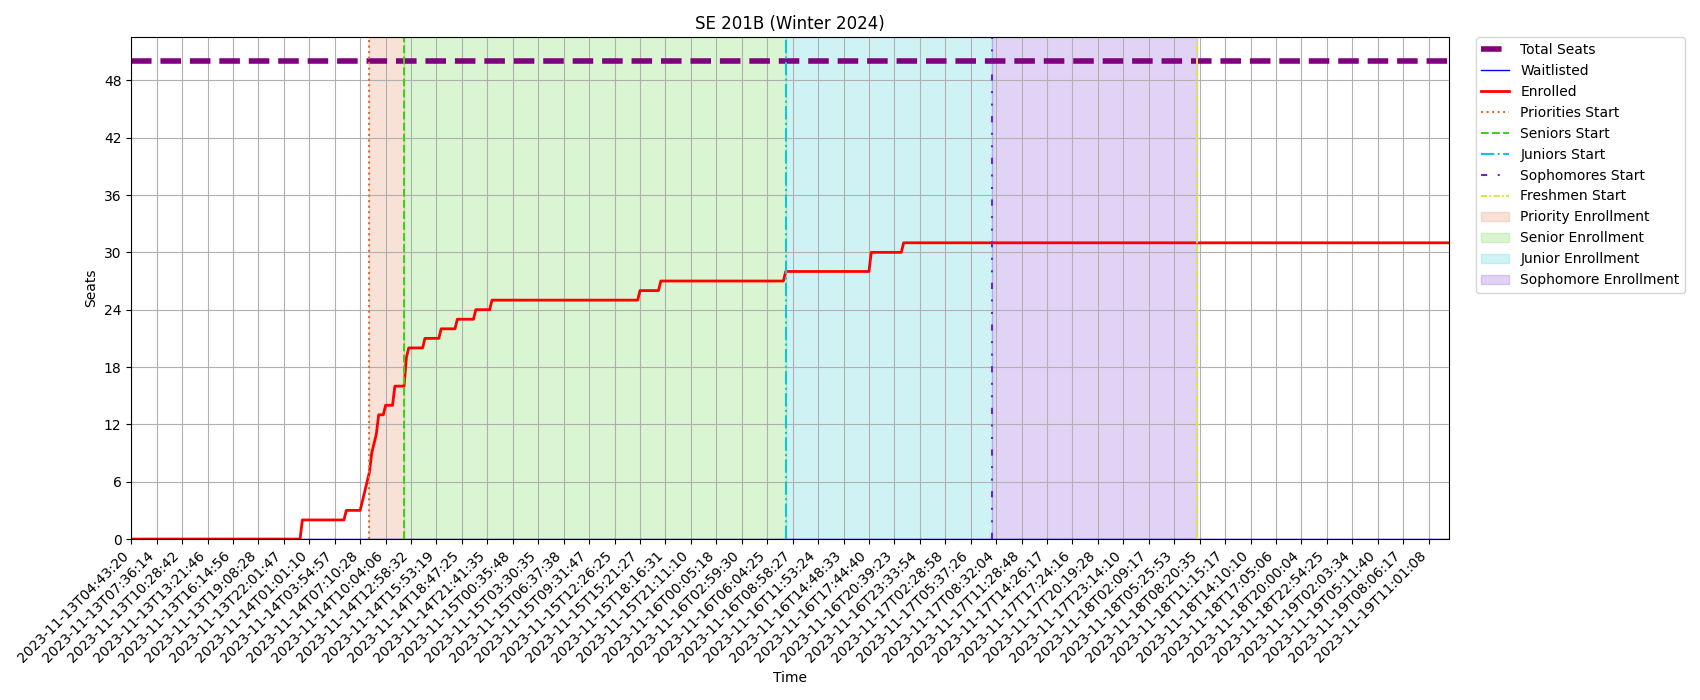 SE 201B (Winter 2024)
Seats
48
42
36
30
24
18
12
6
0
2023-11-13T04:43:20
2023-11-13T07:36:14
2023-11-13T10:28:42
2023-11-13T13:21:46
2023-11-13T16:14:56
2023-11-13T19:08:28
2023-11-13T22:01:47
2023-11-14T01:01:10
2023-11-14T03:54:57
2023-11-14T07:10:28
2023-11-14T10:04:06
2023-11-14T12:58:32
2023-11-14T15:53:19
2023-11-14T18:47:25
2023-11-14T21:41:35
2023-11-15T00:35:48
2023-11-15T03:30:35
2023-11-15T06:37:38
2023-11-15T09:31:47
2023-11-15T12:26:25
2023-11-15T15:21:27
2023-11-15T18:16:31
2023-11-15T21:11:10
2023-11-16T00:05:18
2023-11-16T02:59:30
2023-11-16T06:04:25
2023-11-16T08:58:27
2023-11-16T11:53:24
2023-11-16T14:48:33
2023-11-16T17:44:40
2023-11-16T20:39:23
2023-11-16T23:33:54
2023-11-17T02:28:58
2023-11-17T05:37:26
2023-11-17T08:32:04
2023-11-17T11:28:48
2023-11-17T14:26:17
2023-11-17T17:24:16
2023-11-17T20:19:28
2023-11-17T23:14:10
2023-11-18T02:09:17
2023-11-18T05:25:53
2023-11-18T08:20:35
2023-11-18T11:15:17
2023-11-18T14:10:10
2023-11-18T17:05:06
2023-11-18T20:00:04
2023-11-18T22:54:25
2023-11-19T02:03:34
2023-11-19T05:11:40
2023-11-19T08:06:17
2023-11-19T11:01:08
Time
Total Seats
Waitlisted
Enrolled
Priorities Start
Seniors Start
Juniors Start
Sophomores Start
Freshmen Start
Priority Enrollment
Senior Enrollment
Junior Enrollment
Sophomore Enrollment